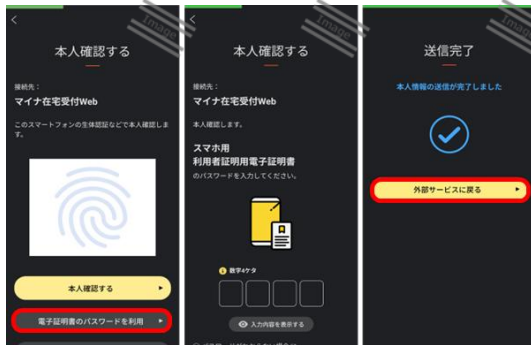 Image
本人確認する
接続先：
マイナ在宅受付Web
このスマートフォンの生体認証などで本人確認しま
す。
本人確認する
電子証明書のパスワードを利用
Image
本人確認する
接続先：
マイナ在宅受付Web
本人確認します。
スマホ用
利用者証明用電子証明書
のパスワードを入力してください。
数字4ケタ
入力内容を表示する
Image
送信完了
本人情報の送信が完了しました
外部サービスに戻る